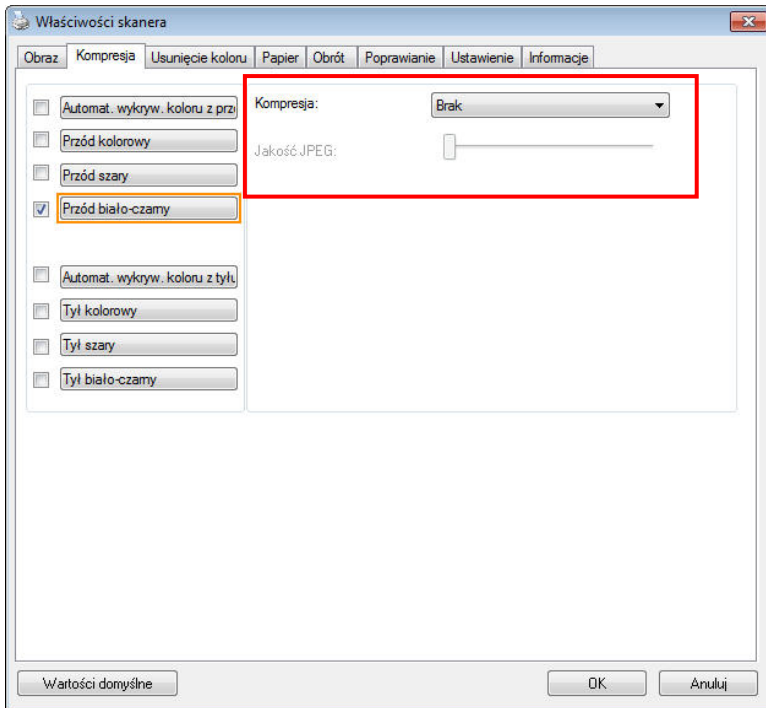 Właściwości skanera
Obraz Kompresja Usunięcie koloru Papier Obrót Poprawianie Ustawienie Informacje
Automat. wykryw. koloru z prz
Przód kolorowy
Przód szary
Przód biało-czarny
Automat. wykryw. koloru z tyłu
Tył kolorowy
Tył szary
Tył biało-czarny
Kompresja: Brak
Jakość JPEG:
Wartości domyślne OK Anuluj